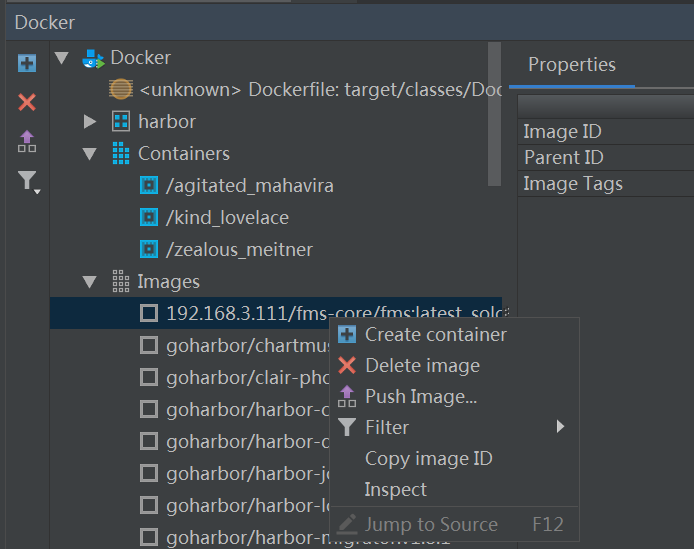 Docker
Docker
<unknown> Dockerfile: target/classes/Doc
harbor
Containers
/agitated_mahavira
/kind_lovelace
/zealous_meitner
Images
192.168.3.111/fms-core/fms:latest_solca
goharbor/chartmus
goharbor/clair-pho
goharbor/harbor-c
goharbor/harbor-d
goharbor/harbor-jo
goharbor/harbor-lo
goharbor/harbor-migrator:v1.8.1
Create container
Delete image
Push Image...
Filter
Copy image ID
Inspect
Jump to Source F12
Properties
Image ID
Parent ID
Image Tags